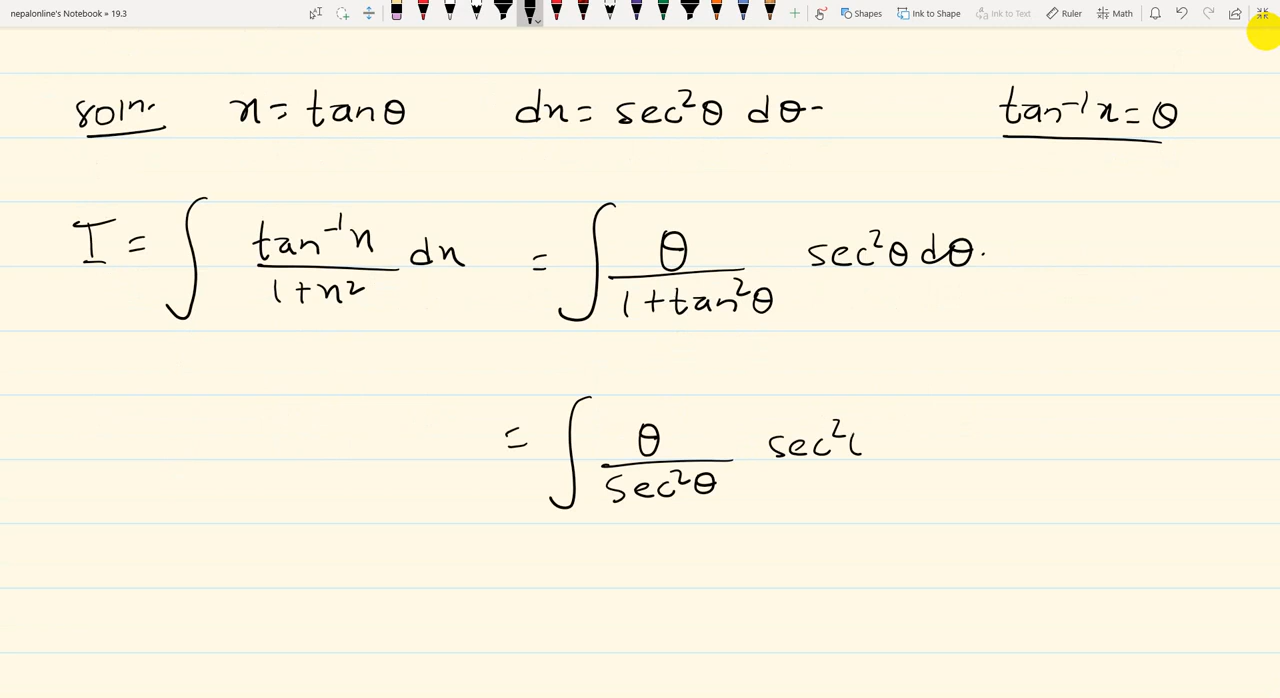 nepalonline's Notebook » 19.3 Shapes Ink to Shape Ink to Text Ruler Math
soln. x = tanθ dx = sec²θ dθ tan⁻¹x = θ
I = ∫ tan⁻¹x / 1+x² dx = ∫ θ / 1+tan²θ sec²θ dθ.
= ∫ θ / sec²θ sec²(